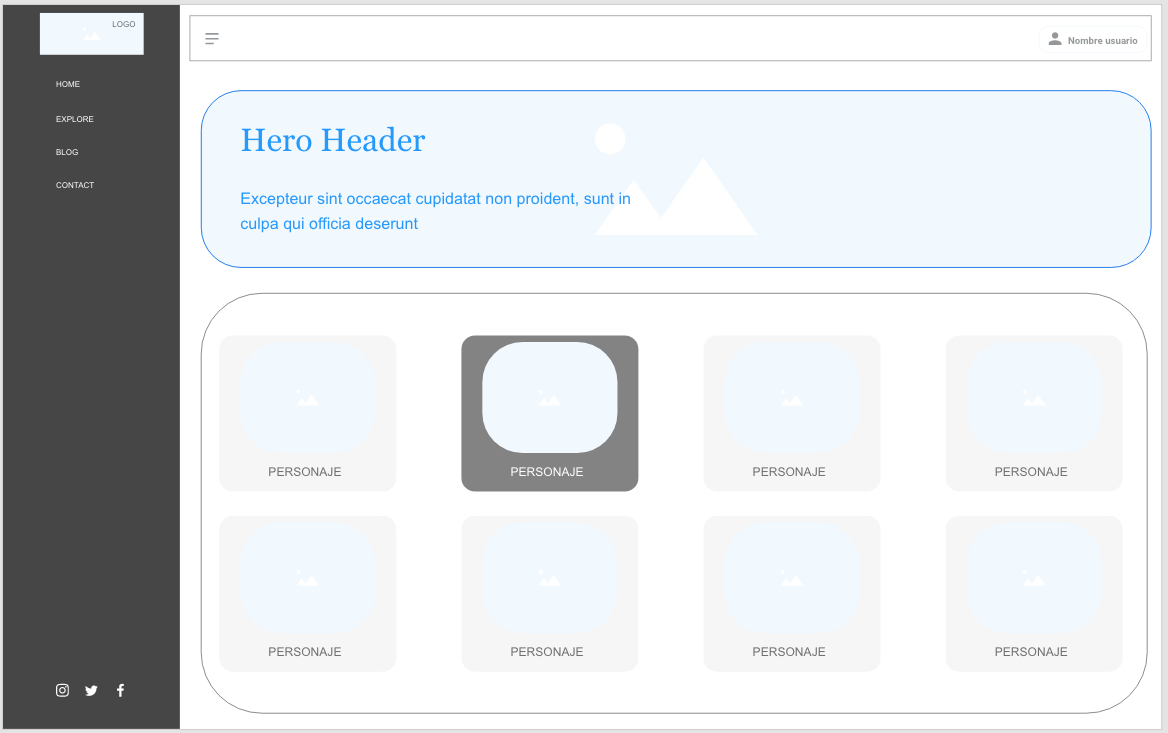 LOGO
HOME
EXPLORE
BLOG
CONTACT
Nombre usuario
Hero Header
Excepteur sint occaecat cupidatat non proident, sunt in
culpa qui officia deserunt
PERSONAJE
PERSONAJE
PERSONAJE
PERSONAJE
PERSONAJE
PERSONAJE
PERSONAJE
PERSONAJE